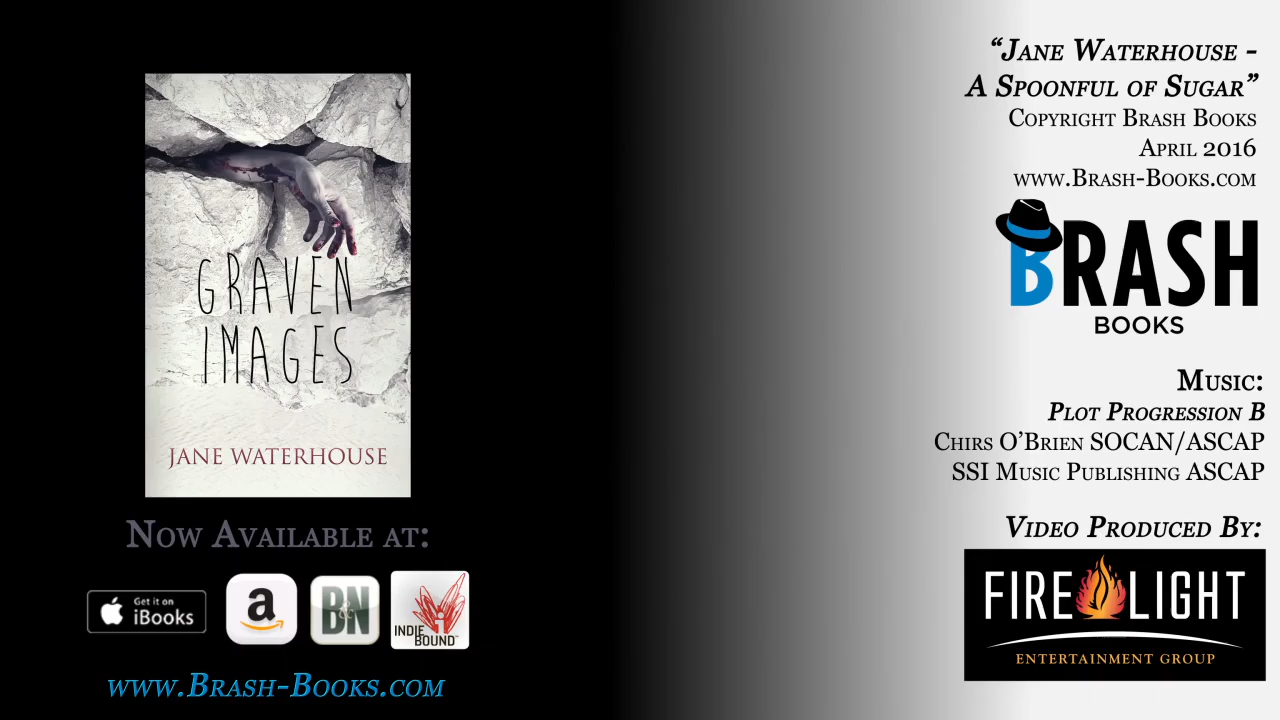 GRAVEN
IMAGES
JANE WATERHOUSE
Now Available at:
Get it on
iBooks
a
B&N
INDIE
BOUND™
www.Brash-Books.com
“Jane Waterhouse -
A Spoonful of Sugar”
Copyright Brash Books
April 2016
www.Brash-Books.com
BRASH
BOOKS
Music:
Plot Progression B
Chirs O’Brien SOCAN/ASCAP
SSI Music Publishing ASCAP
Video Produced By:
FIRE LIGHT
ENTERTAINMENT GROUP